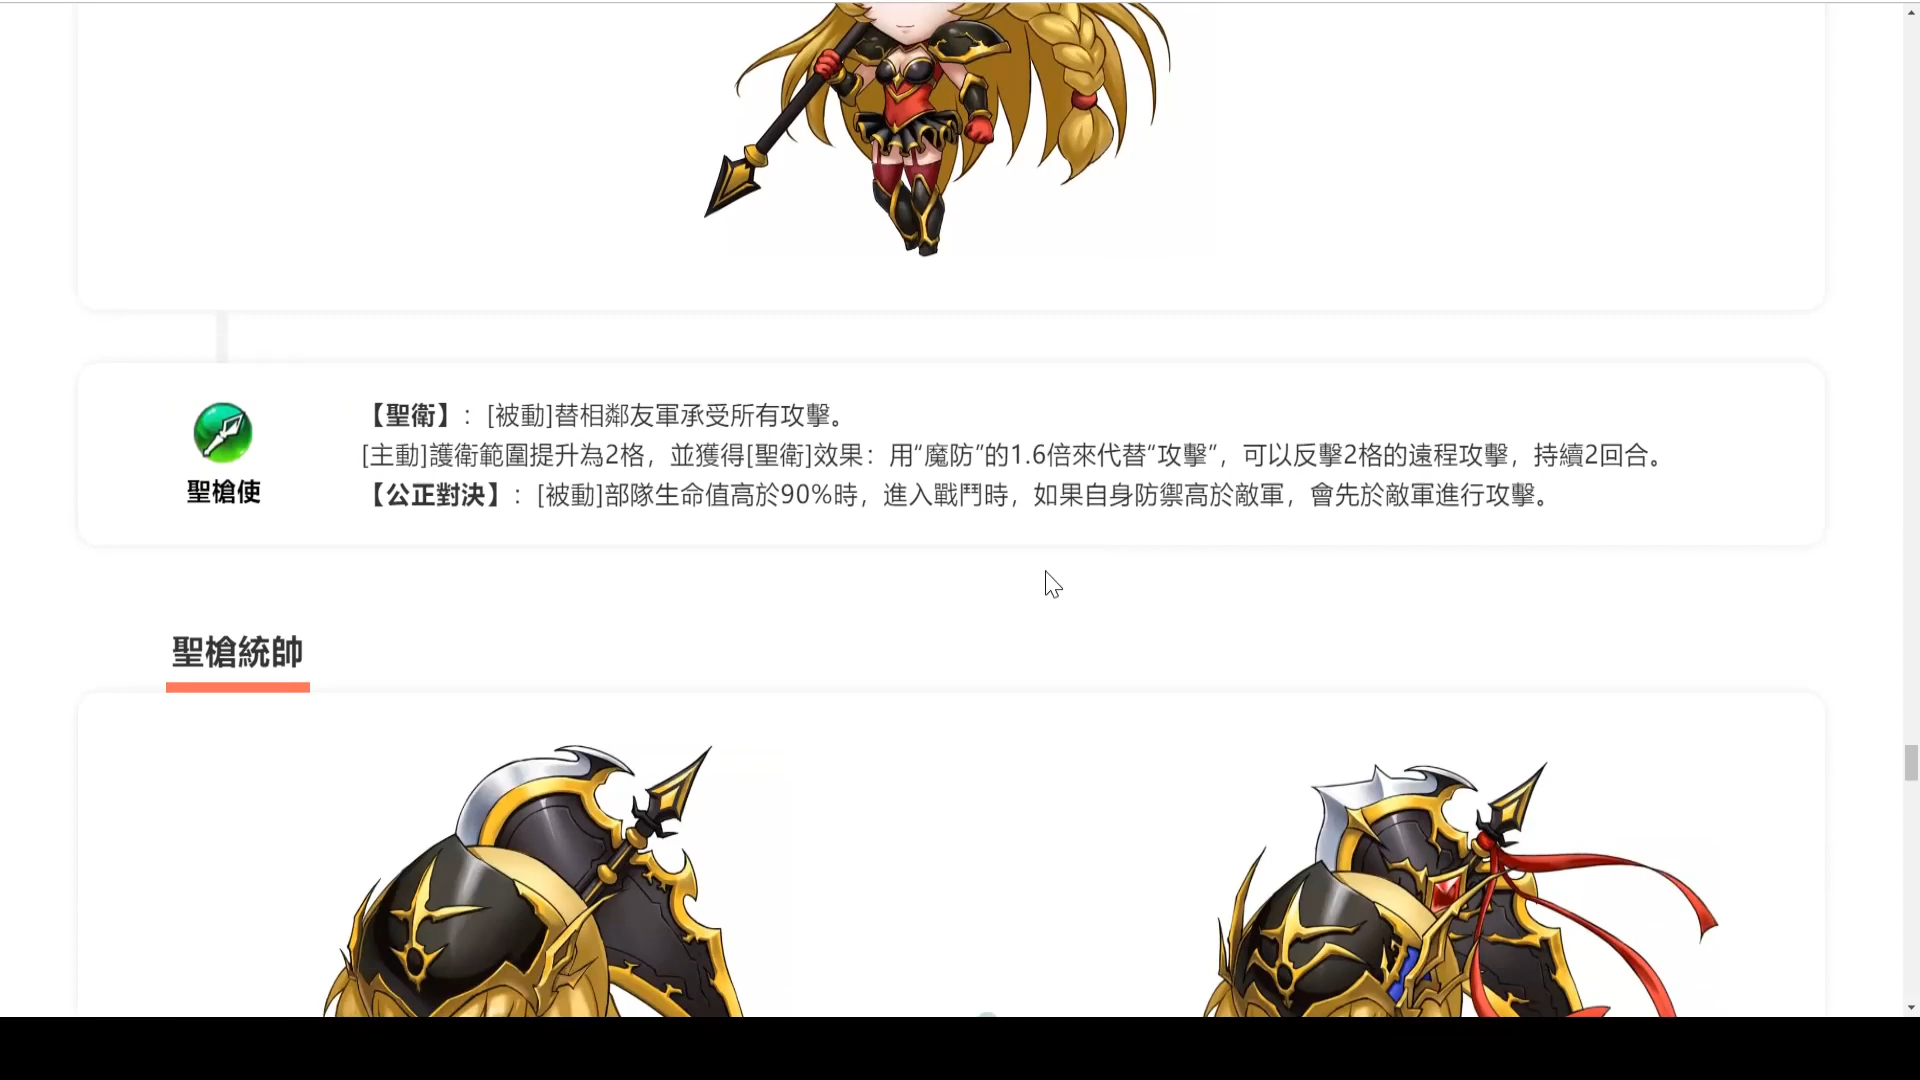 【聖衛】：[被動]替相鄰友軍承受所有攻擊。
[主動]護衛範圍提升為2格，並獲得[聖衛]效果：用“魔防”的1.6倍來代替“攻擊”，可以反擊2格的遠程攻擊，持續2回合。
聖槍使
【公正對決】：[被動]部隊生命值高於90%時，進入戰鬥時，如果自身防禦高於敵軍，會先於敵軍進行攻擊。
聖槍統帥